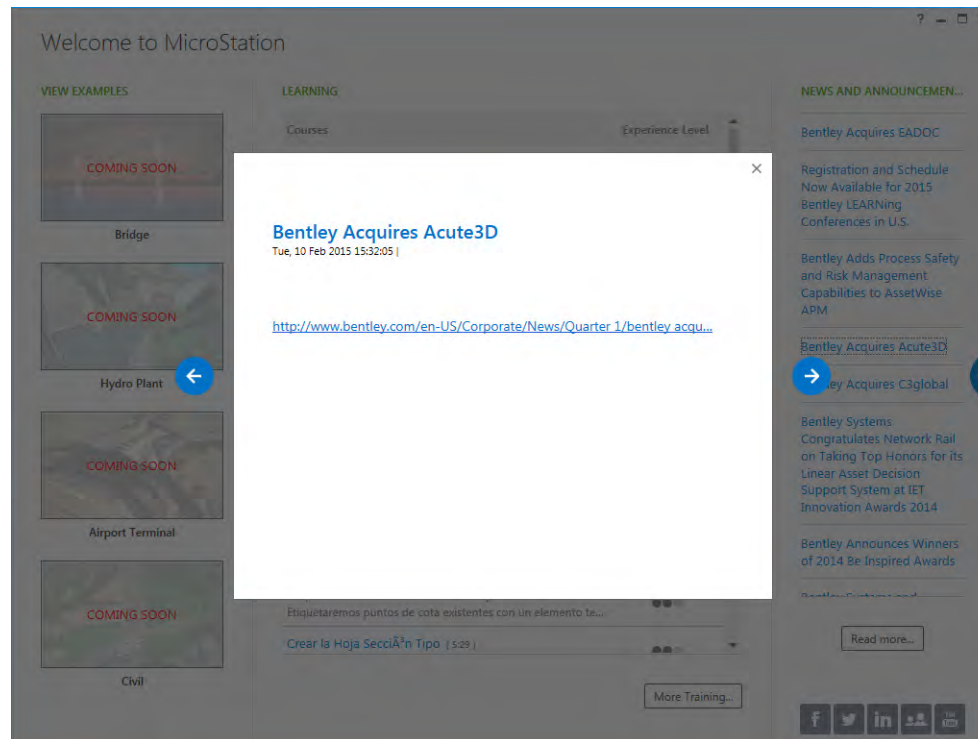 ? – □
Welcome to MicroStation
VIEW EXAMPLES
COMING SOON
Bridge
COMING SOON
Hydro Plant
COMING SOON
Airport Terminal
COMING SOON
Civil
LEARNING
Courses Experience Level
Bentley Acquires Acute3D
Tue, 10 Feb 2015 15:32:05 |
http://www.bentley.com/en-US/Corporate/News/Quarter 1/bentley acqu...
Etiquetaremos puntos de cota existentes con un elemento te...
Crear la Hoja SecciÃ³n Tipo ( 5:29 )
More Training...
NEWS AND ANNOUNCEMEN...
Bentley Acquires EADOC
Registration and Schedule
Now Available for 2015
Bentley LEARNing
Conferences in U.S.
Bentley Adds Process Safety
and Risk Management
Capabilities to AssetWise
APM
Bentley Acquires Acute3D
ey Acquires C3global
Bentley Systems
Congratulates Network Rail
on Taking Top Honors for its
Linear Asset Decision
Support System at IET
Innovation Awards 2014
Bentley Announces Winners
of 2014 Be Inspired Awards
Read more...
f in You Tube